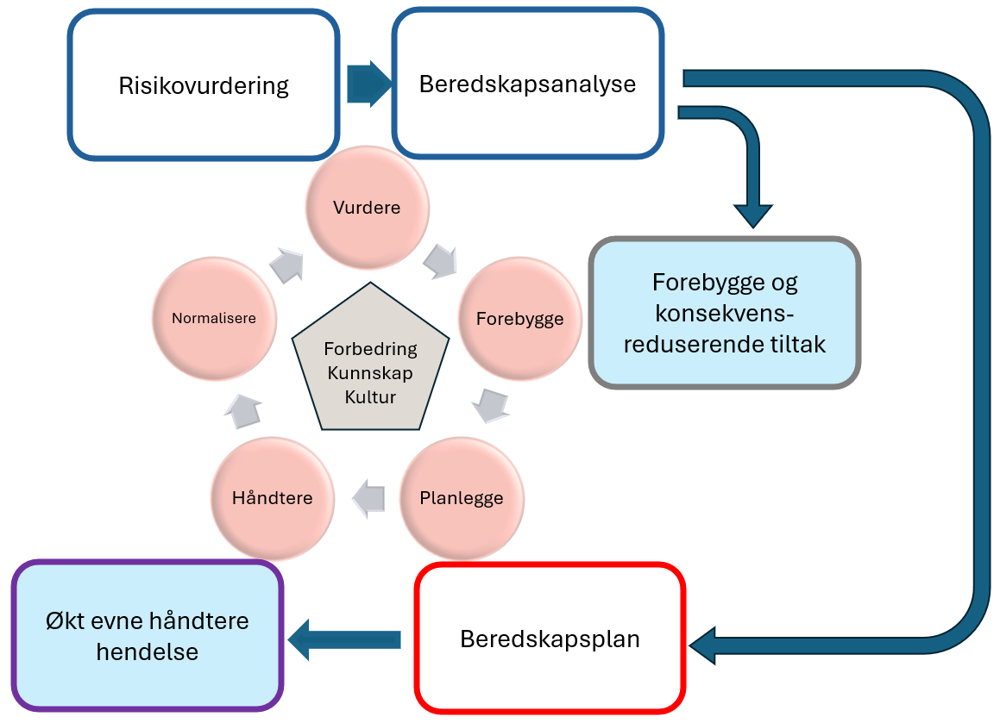 Risikovurdering
Beredskapsanalyse
Vurdere
Normalisere
Forebygge
Forebygge og
konsekvens-
reduserende tiltak
Forbedring
Kunnskap
Kultur
Håndtere
Planlegge
Økt evne håndtere
hendelse
Beredskapsplan